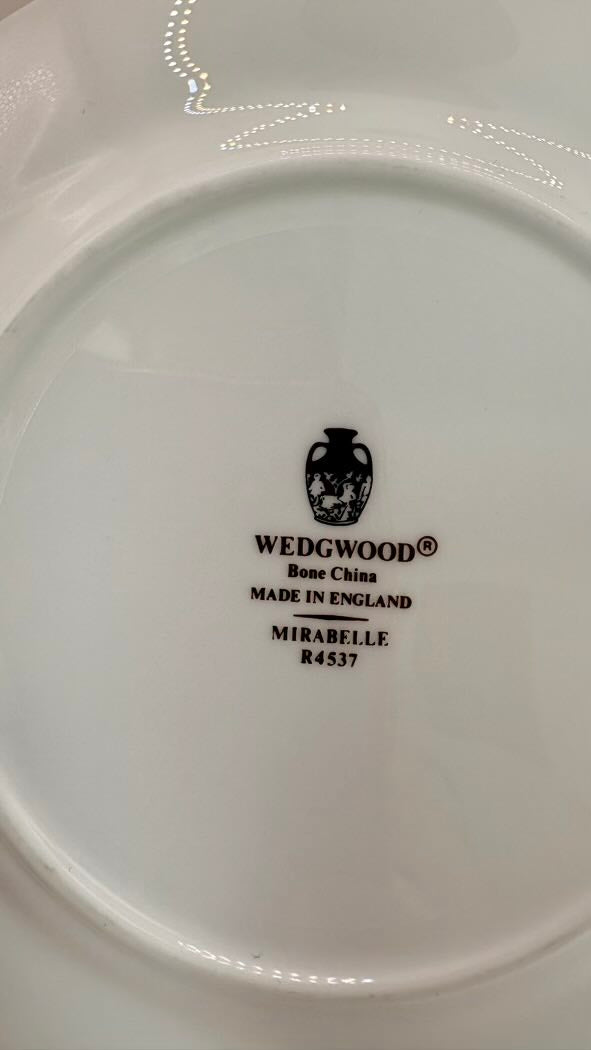 WEDGWOOD®
Bone China
MADE IN ENGLAND
MIRABELLE
R4537